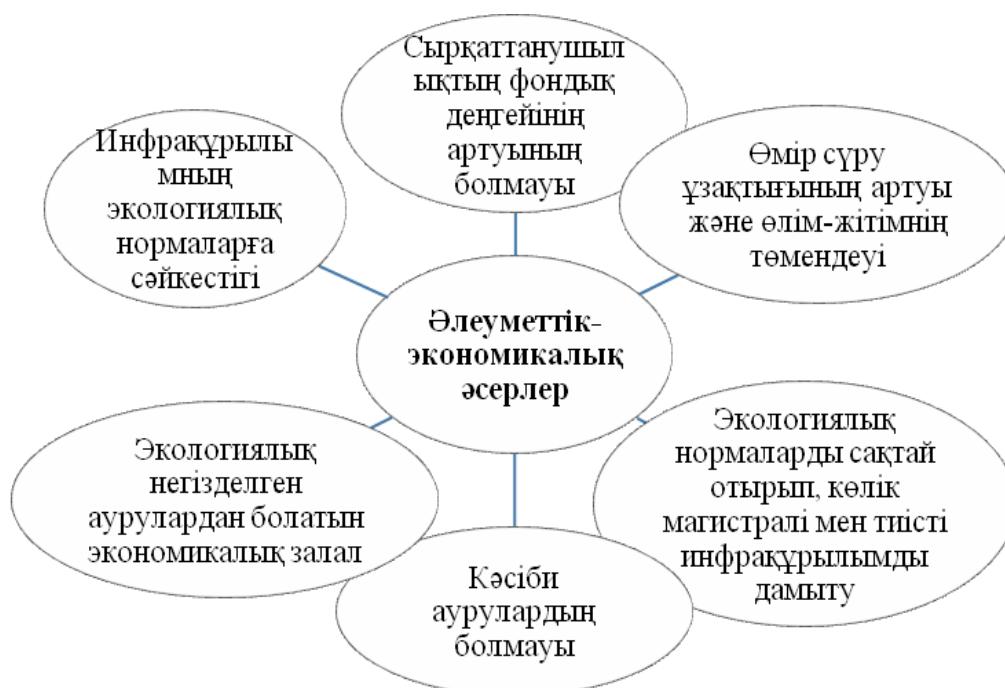 Сырқаттанушыл
ықтың фондық
деңгейінің
артуының
болмауы
Инфрақұрылы
мның
экологиялық
нормаларға
сәйкестігі
Өмір сүру
ұзақтығының артуы
және өлім-жітімнің
төмендеуі
Әлеуметтік-
экономикалық
әсерлер
Экологиялық
негізделген
аурулардан болатын
экономикалық залал
Экологиялық
нормаларды сақтай
отырып, көлік
магистралі мен тиісті
инфрақұрылымды
дамыту
Кәсіби
аурулардың
болмауы